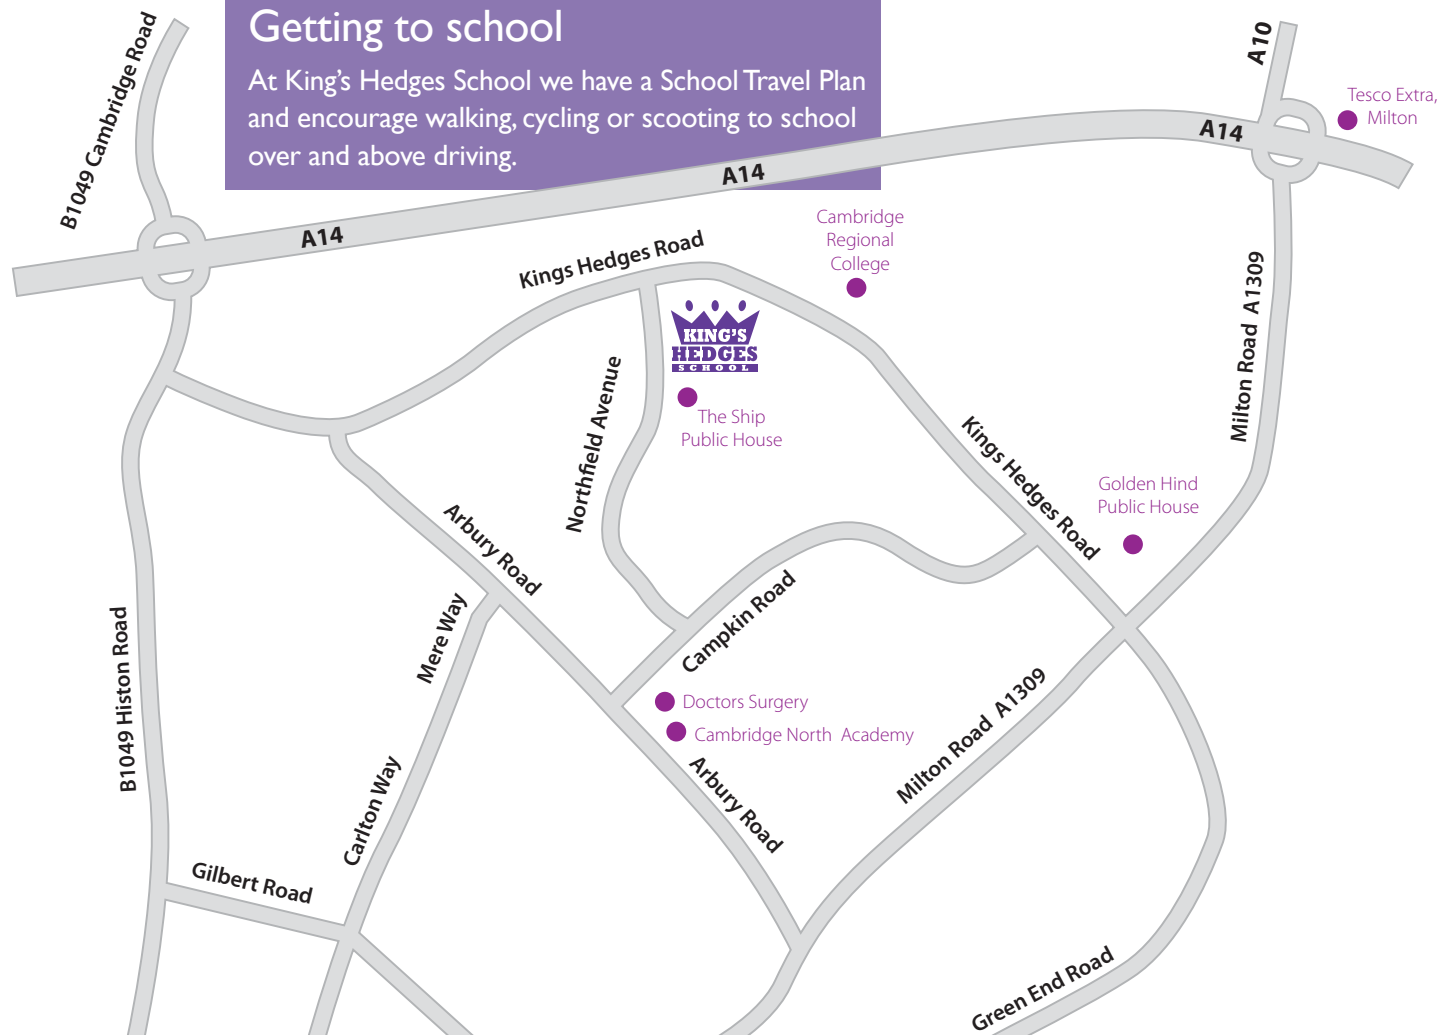 Getting to school
At King's Hedges School we have a School Travel Plan
and encourage walking, cycling or scooting to school
over and above driving.
B1049 Cambridge Road
A10
Tesco Extra,
Milton
A14
A14
A14
Cambridge
Regional
College
Kings Hedges Road
KING'S
HEDGES
SCHOOL
Milton Road A1309
Northfield Avenue
The Ship
Public House
Kings Hedges Road
Golden Hind
Public House
Arbury Road
Mere Way
Campkin Road
B1049 Histon Road
Doctors Surgery
Cambridge North Academy
Milton Road A1309
Arbury Road
Carlton Way
Gilbert Road
Green End Road